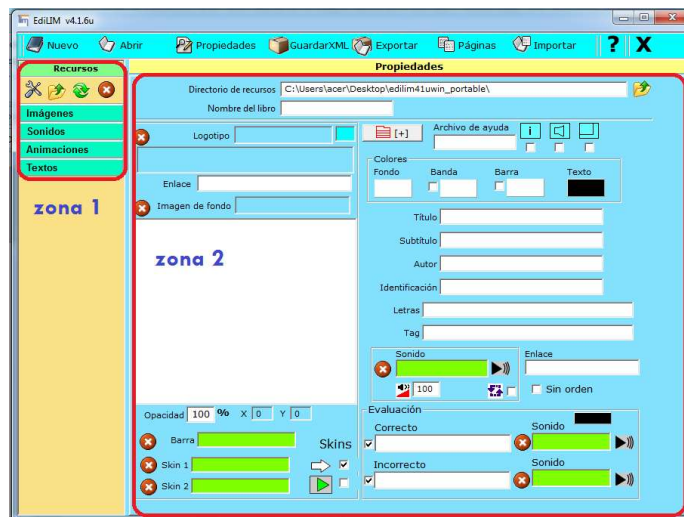 EdiLIM v4.1.6u
Nuevo Abrir Propiedades GuardarXML Exportar Páginas Importar ? X
Recursos
Imágenes
Sonidos
Animaciones
Textos
zona 1
Propiedades
Directorio de recursos C:\Users\acer\Desktop\edilim41uwin_portable\
Nombre del libro
Logotipo
Enlace
Imagen de fondo
zona 2
Opacidad 100 % X 0 Y 0
Barra Skins
Skin 1
Skin 2
[+] Archivo de ayuda i
Colores
Fondo Banda Barra Texto
Título
Subtítulo
Autor
Identificación
Letras
Tag
Sonido Enlace
100 Sin orden
Evaluación
Correcto Sonido
Incorrecto Sonido